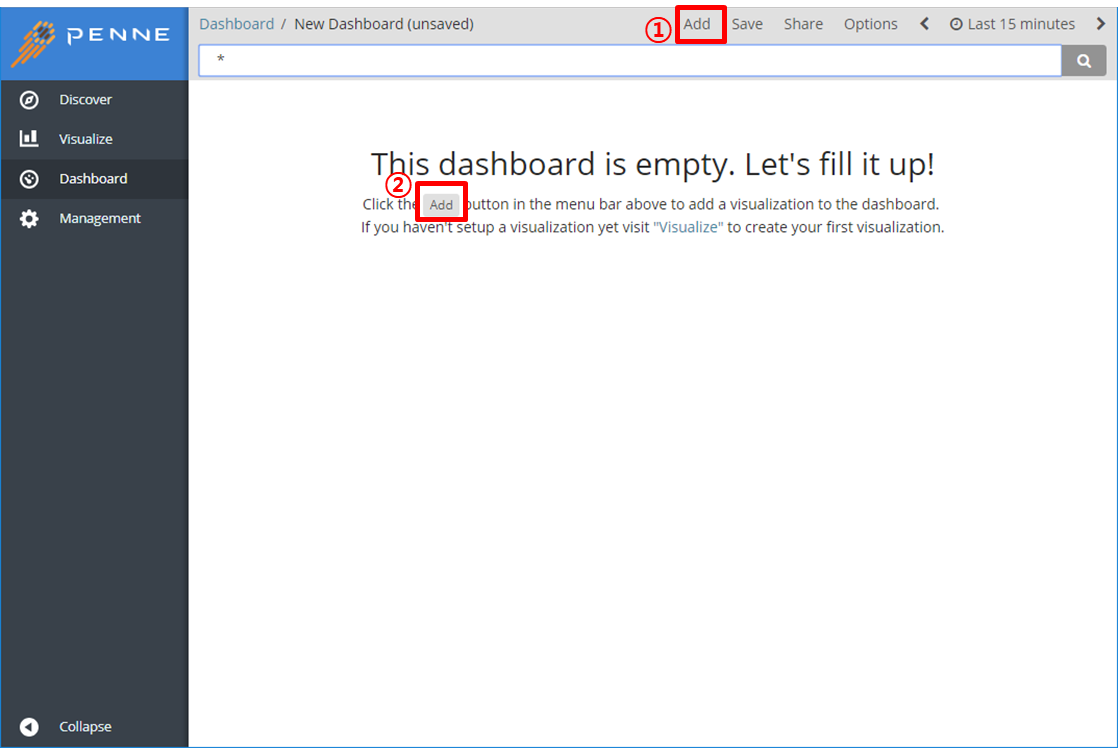 PENNE
Dashboard / New Dashboard (unsaved) ① Add Save Share Options Last 15 minutes
*
Discover
Visualize
Dashboard
Management
This dashboard is empty. Let's fill it up!
②
Click the Add button in the menu bar above to add a visualization to the dashboard.
If you haven't setup a visualization yet visit "Visualize" to create your first visualization.
Collapse